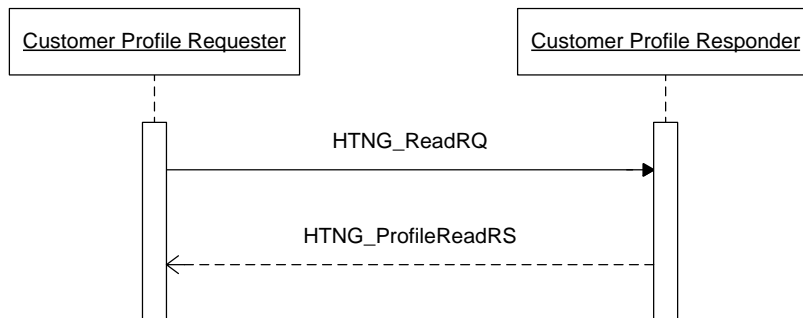 Customer Profile Requester
Customer Profile Responder
HTNG_ReadRQ
HTNG_ProfileReadRS